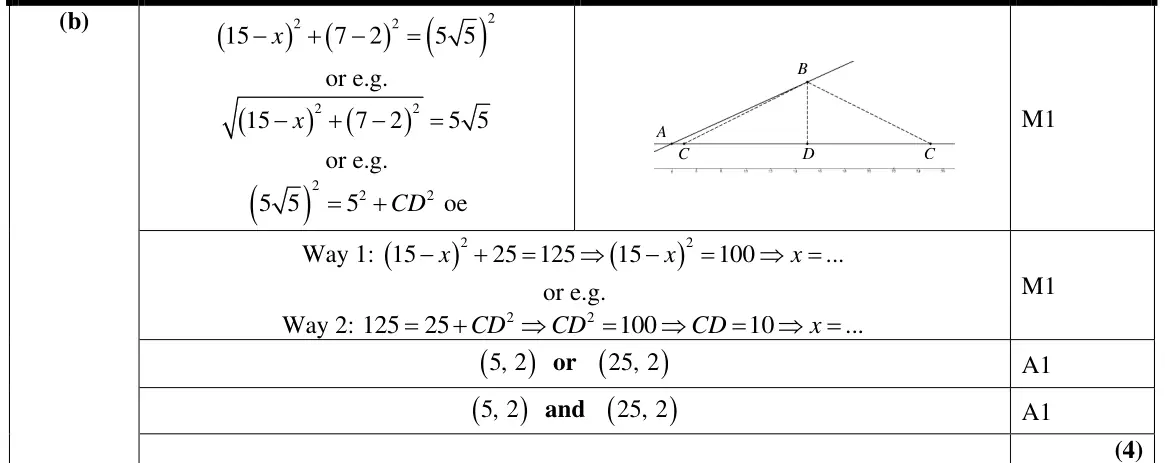 (b)
(15 − x)² + (7 − 2)² = (5√5)²
or e.g.
√((15 − x)² + (7 − 2)²) = 5√5
or e.g.
(5√5)² = 5² + CD² oe
B
A
C D C
M1
Way 1: (15 − x)² + 25 = 125 ⇒ (15 − x)² = 100 ⇒ x = ...
or e.g.
Way 2: 125 = 25 + CD² ⇒ CD² = 100 ⇒ CD = 10 ⇒ x = ...
M1
(5, 2) or (25, 2)
A1
(5, 2) and (25, 2)
A1
(4)